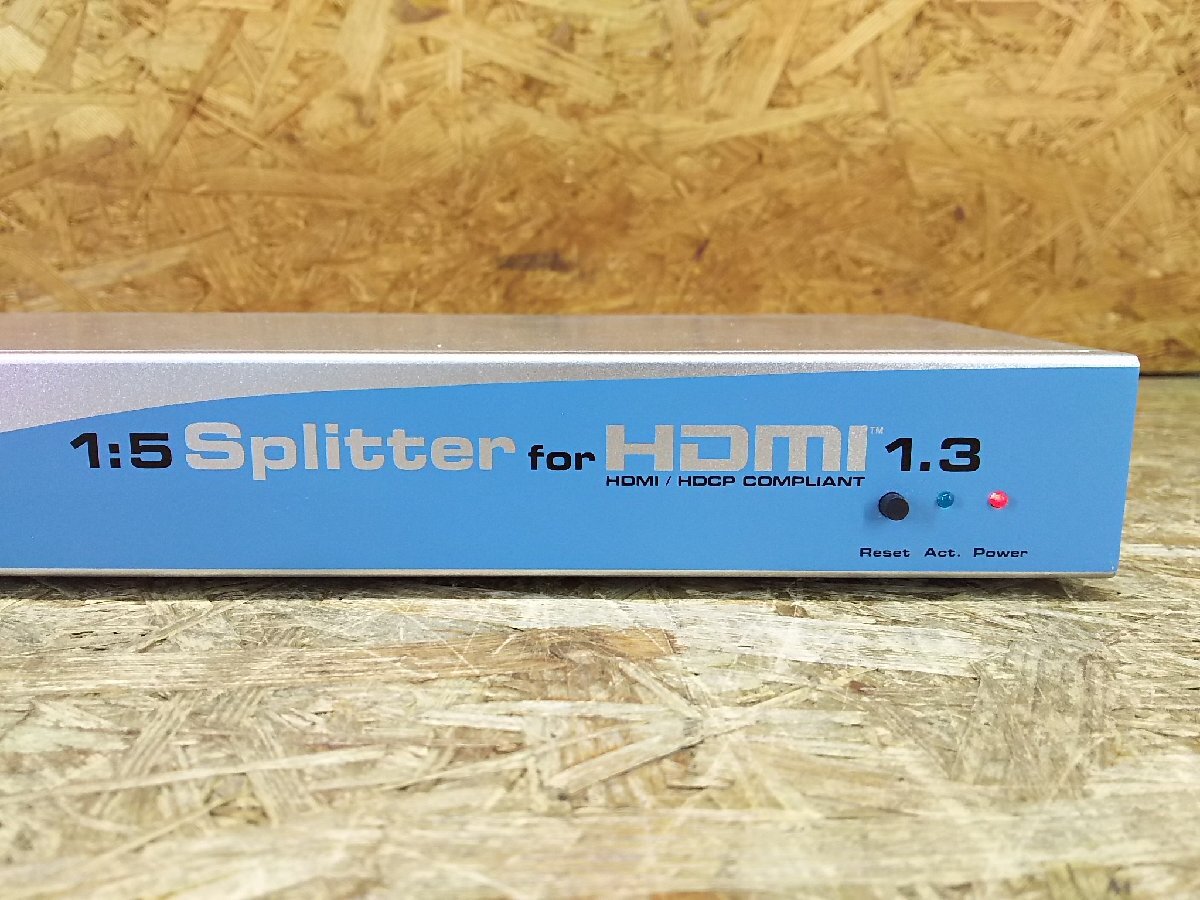 1:5 Splitter for HDMI™ 1.3
HDMI / HDCP COMPLIANT
Reset Act. Power